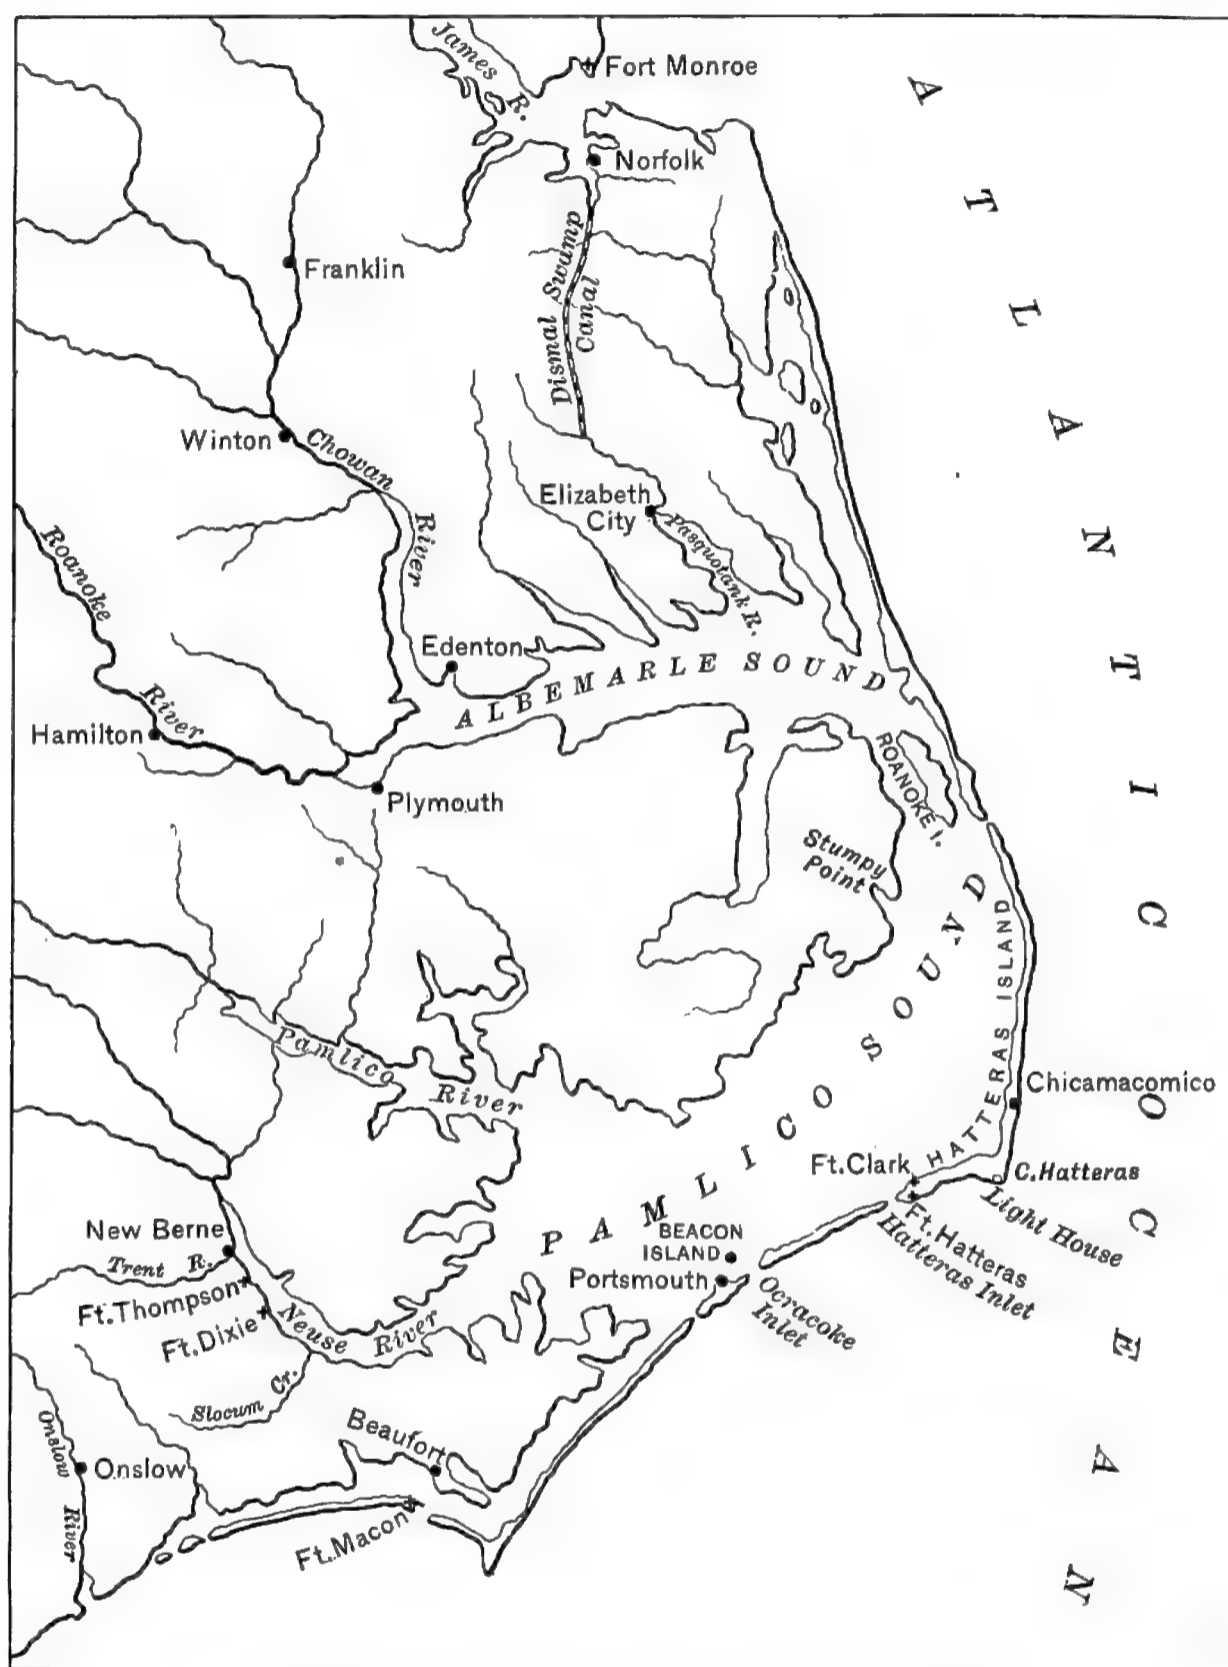 James R.
Fort Monroe
Norfolk
Franklin
Dismal Swamp
Canal
Winton
Chowan
River
Elizabeth
City
Pasquotank R.
Roanoke
River
Edenton
ALBEMARLE SOUND
Hamilton
Plymouth
ROANOKE I.
Stumpy
Point
ATLANTIC OCEAN
PAMLICO SOUND
HATTERAS ISLAND
Pamlico
River
Chicamacomico
Ft. Clark
C. Hatteras
Light House
Ft. Hatteras
Hatteras Inlet
BEACON
ISLAND
Portsmouth
Ocracoke
Inlet
New Berne
Trent R.
Ft. Thompson
Ft. Dixie
Neuse River
Slocum Cr.
Beaufort
Onslow
Onslow
River
Ft. Macon